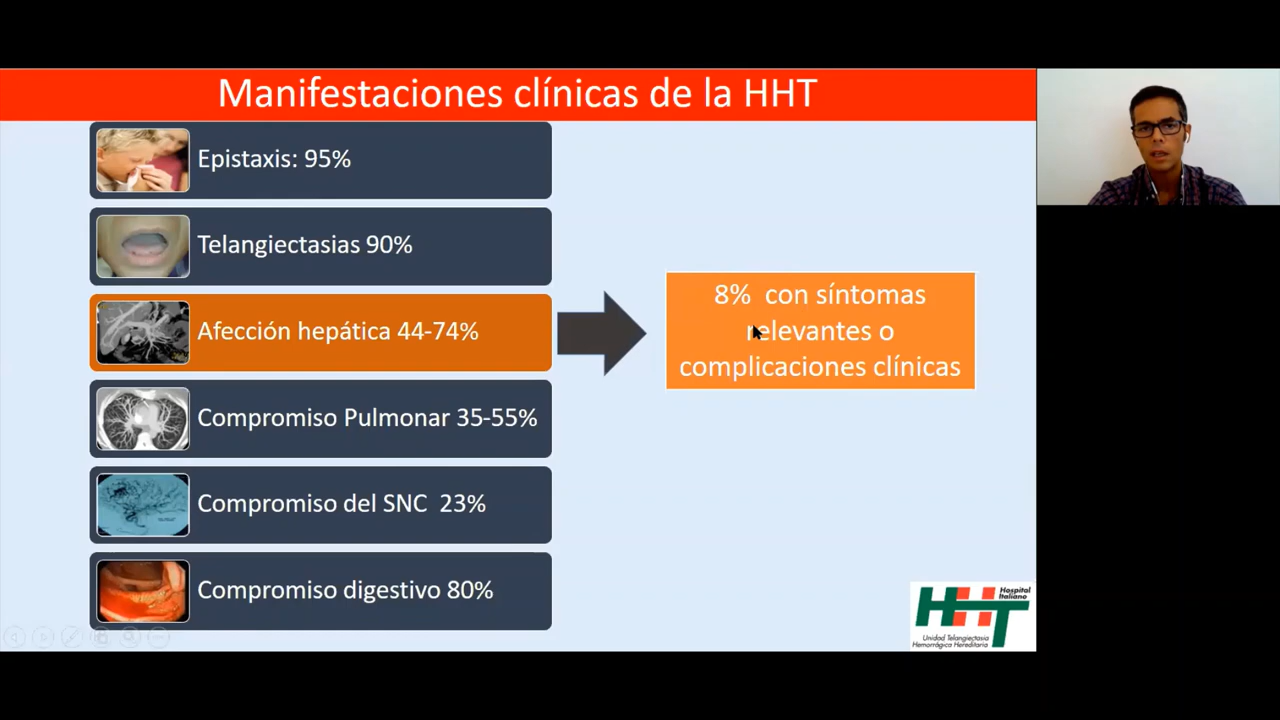 Manifestaciones clínicas de la HHT
Epistaxis: 95%
Telangiectasias 90%
Afección hepática 44-74%
Compromiso Pulmonar 35-55%
Compromiso del SNC 23%
Compromiso digestivo 80%
8% con síntomas
relevantes o
complicaciones clínicas
HHT
Hospital
Italiano
Unidad Telangiectasia
Hemorrágica Hereditaria